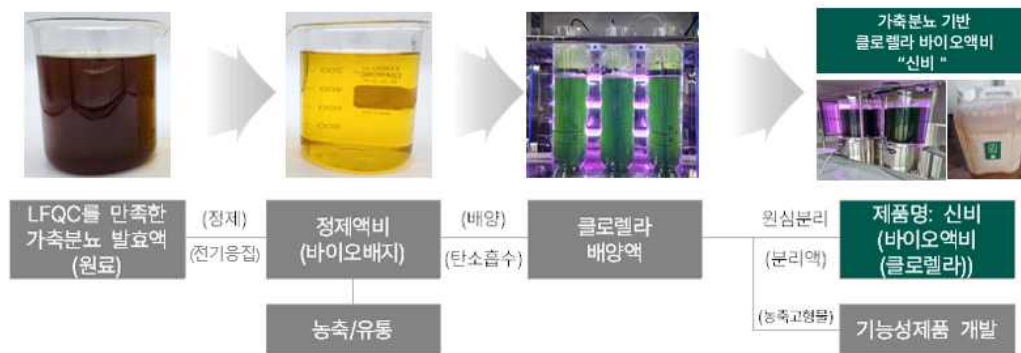 가축분뇨 기반
클로렐라 바이오액비
"신비 "
LFQC를 만족한
가축분뇨 발효액
(원료)
(정제)
(전기응집)
정제액비
(바이오배지)
(배양)
(탄소흡수)
클로렐라
배양액
원심분리
(분리액)
제품명: 신비
(바이오액비
(클로렐라))
농축/유통
(농축고형물)
기능성제품 개발